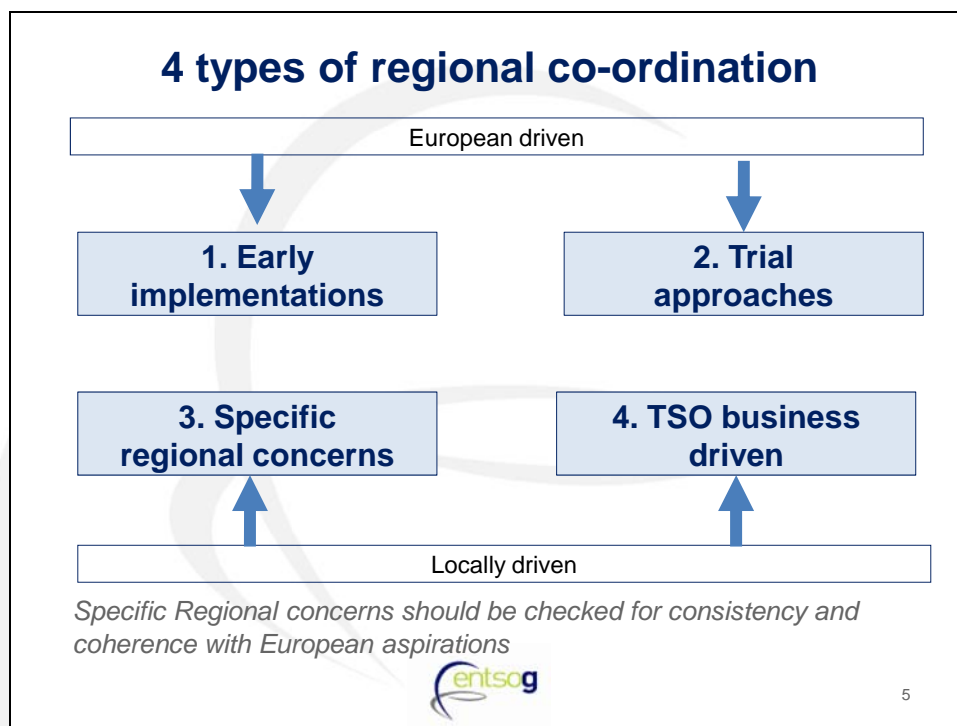 4 types of regional co-ordination
European driven
1. Early
implementations
2. Trial
approaches
3. Specific
regional concerns
4. TSO business
driven
Locally driven
Specific Regional concerns should be checked for consistency and
coherence with European aspirations
entsog
5